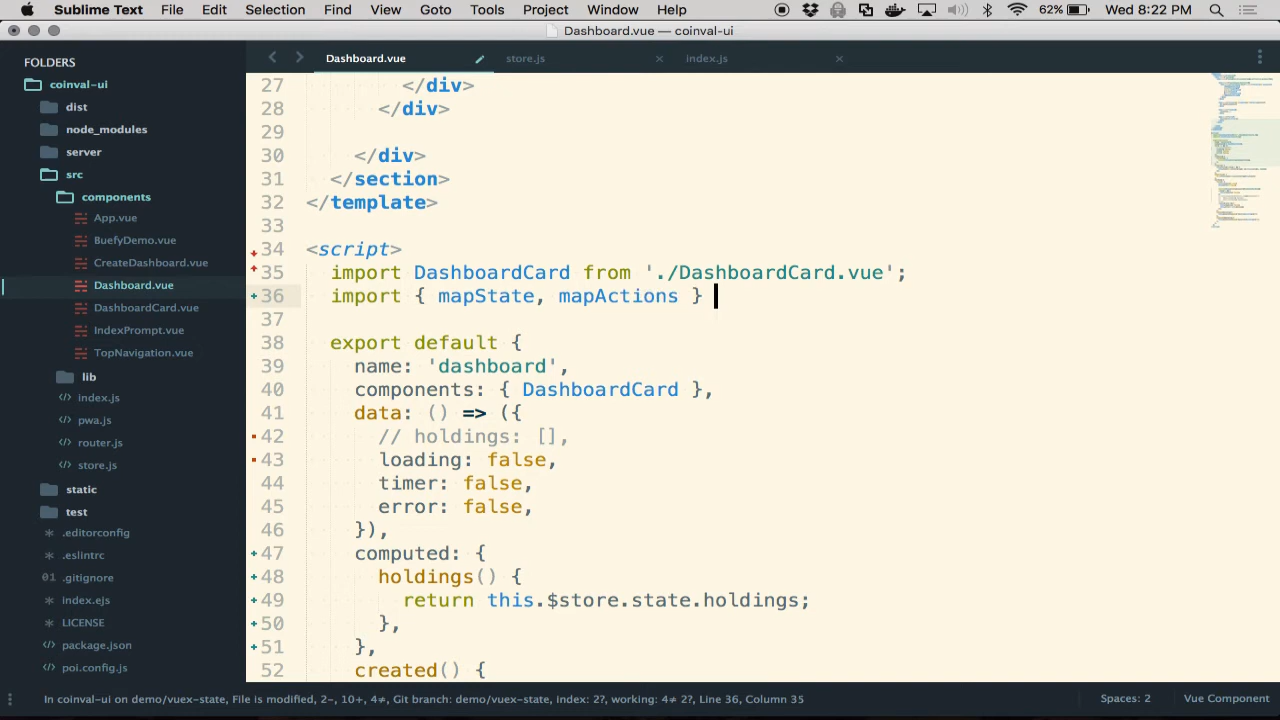 Sublime Text File Edit Selection Find View Goto Tools Project Window Help 62% Wed 8:22 PM
Dashboard.vue — coinval-ui
FOLDERS
coinval-ui
dist
node_modules
server
src
components
App.vue
BuefyDemo.vue
CreateDashboard.vue
Dashboard.vue
DashboardCard.vue
IndexPrompt.vue
TopNavigation.vue
lib
index.js
pwa.js
router.js
store.js
static
test
.editorconfig
.eslintrc
.gitignore
index.ejs
LICENSE
package.json
poi.config.js
Dashboard.vue store.js index.js
27 </div>
28 </div>
29
30 </div>
31 </section>
32 </template>
33
34 <script>
35 import DashboardCard from './DashboardCard.vue';
36 import { mapState, mapActions }
37
38 export default {
39 name: 'dashboard',
40 components: { DashboardCard },
41 data: () => ({
42 // holdings: [],
43 loading: false,
44 timer: false,
45 error: false,
46 }),
47 computed: {
48 holdings() {
49 return this.$store.state.holdings;
50 },
51 },
52 created() {
In coinval-ui on demo/vuex-state, File is modified, 2-, 10+, 4≠, Git branch: demo/vuex-state, index: 2?, working: 4≠ 2?, Line 36, Column 35 Spaces: 2 Vue Component